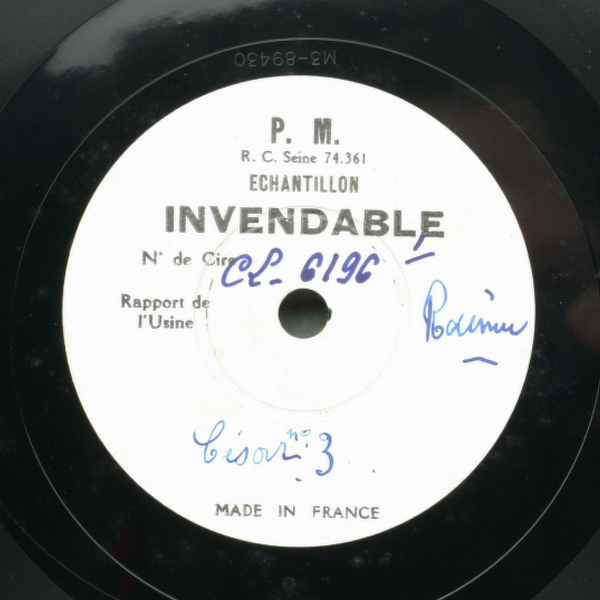 M3-89430
P. M.
R. C. Seine 74.361
ECHANTILLON
INVENDABLE
N° de Cire CL. 6196
Rapport de
l'Usine
César n° 3
MADE IN FRANCE